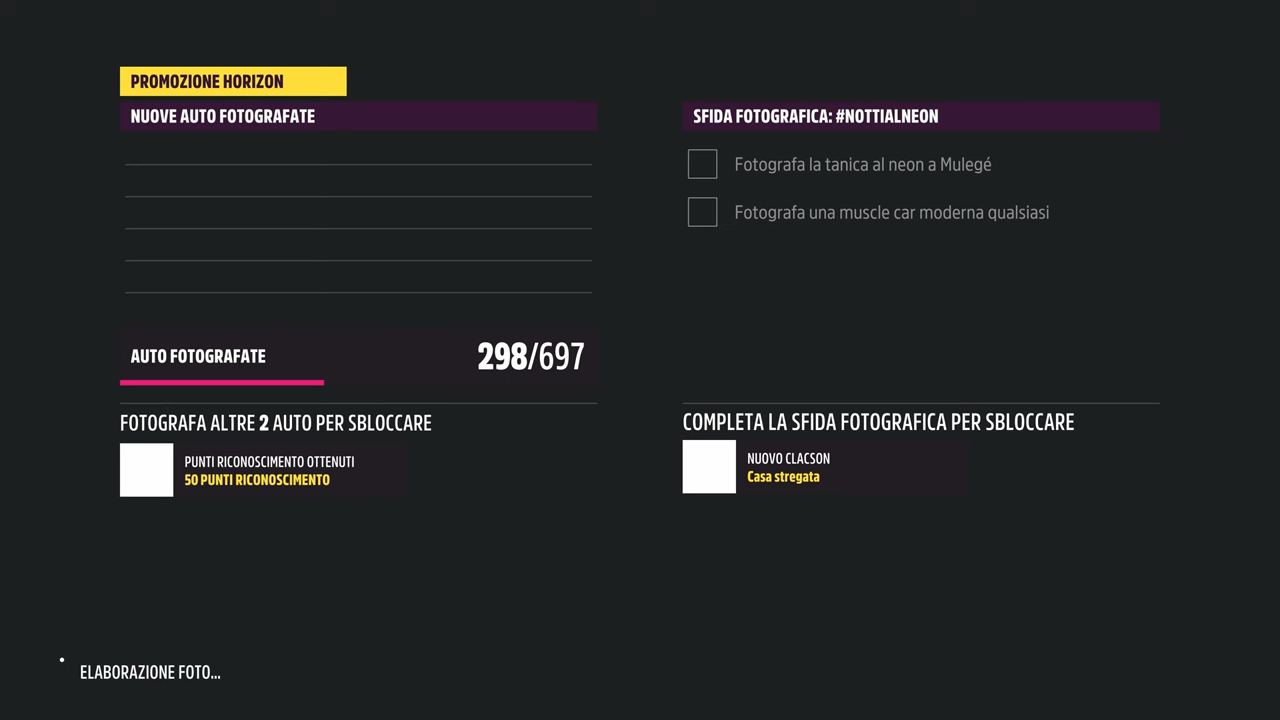 PROMOZIONE HORIZON
NUOVE AUTO FOTOGRAFATE
AUTO FOTOGRAFATE 298/697
FOTOGRAFA ALTRE 2 AUTO PER SBLOCCARE
PUNTI RICONOSCIMENTO OTTENUTI
50 PUNTI RICONOSCIMENTO
SFIDA FOTOGRAFICA: #NOTTIALNEON
Fotografa la tanica al neon a Mulegé
Fotografa una muscle car moderna qualsiasi
COMPLETA LA SFIDA FOTOGRAFICA PER SBLOCCARE
NUOVO CLACSON
Casa stregata
ELABORAZIONE FOTO...